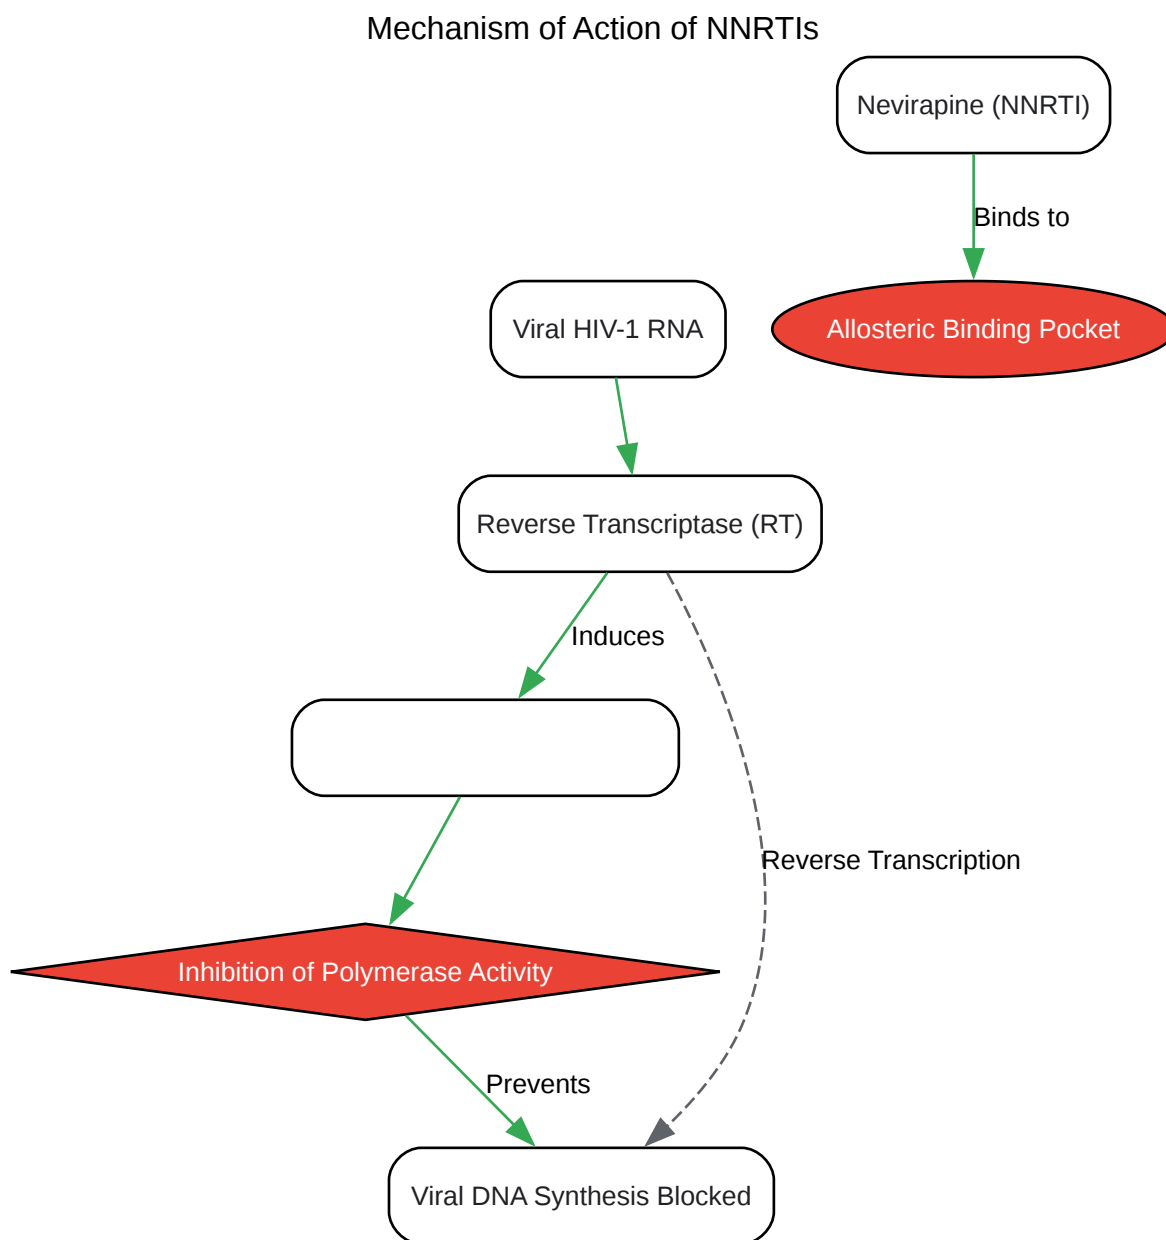 Mechanism of Action of NNRTIs
Nevirapine (NNRTI)
Binds to
Viral HIV-1 RNA
Allosteric Binding Pocket
Reverse Transcriptase (RT)
Induces
Reverse Transcription
Inhibition of Polymerase Activity
Prevents
Viral DNA Synthesis Blocked